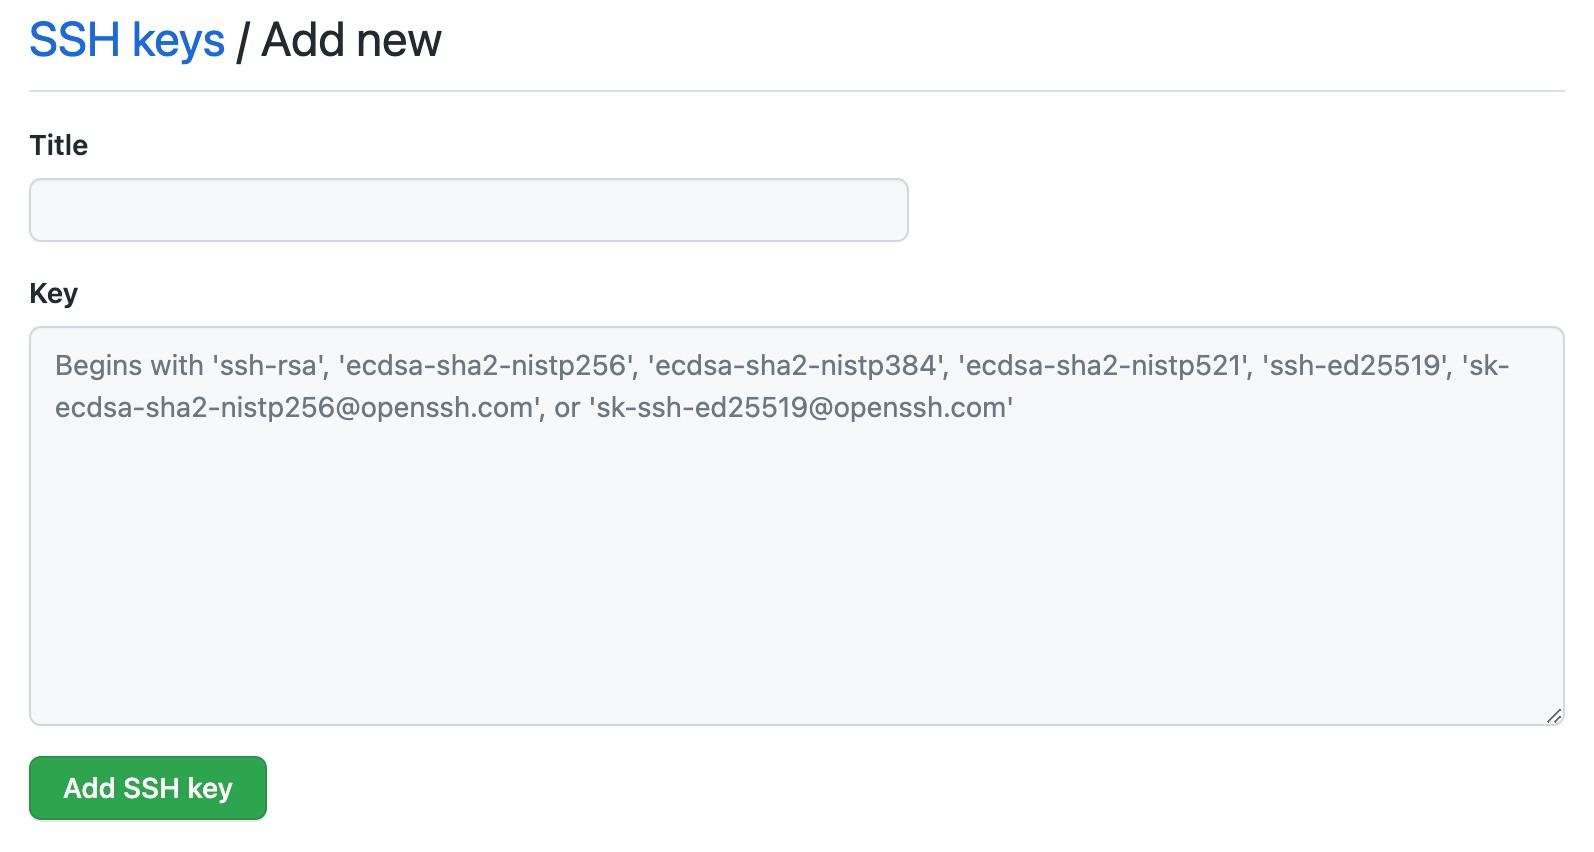 SSH keys / Add new
Title
Key
Begins with 'ssh-rsa', 'ecdsa-sha2-nistp256', 'ecdsa-sha2-nistp384', 'ecdsa-sha2-nistp521', 'ssh-ed25519', 'sk-
ecdsa-sha2-nistp256@openssh.com', or 'sk-ssh-ed25519@openssh.com'
Add SSH key